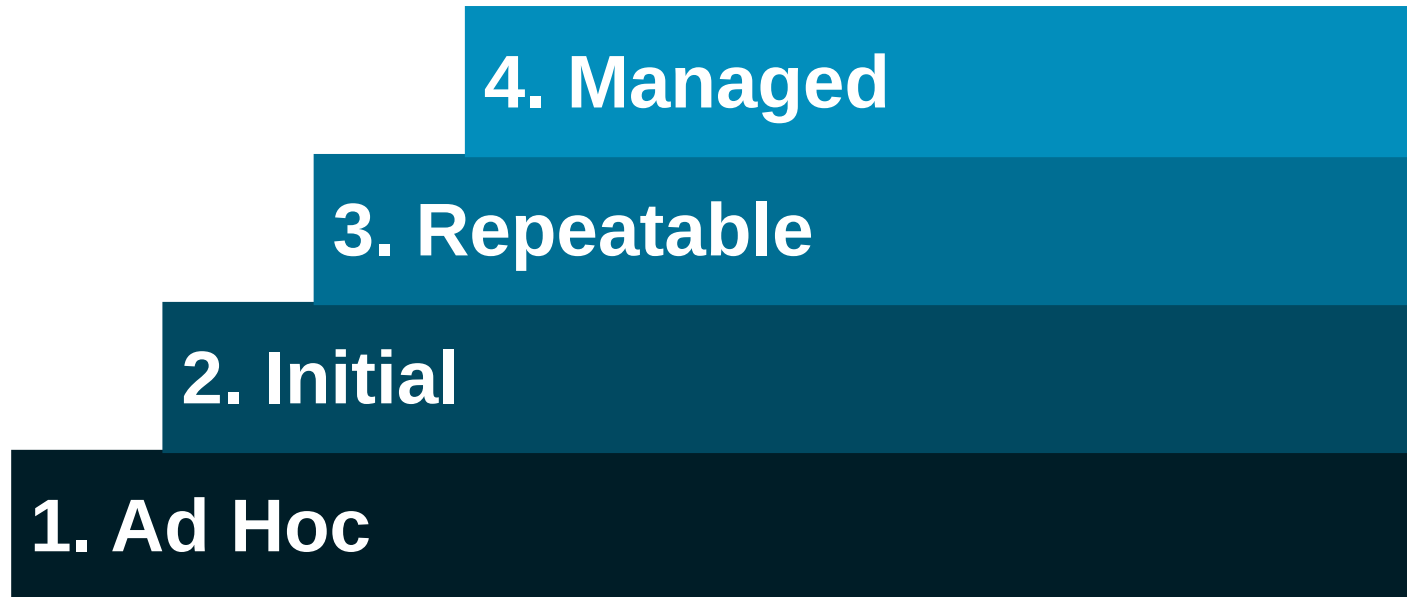 4. Managed
3. Repeatable
2. Initial
1. Ad Hoc